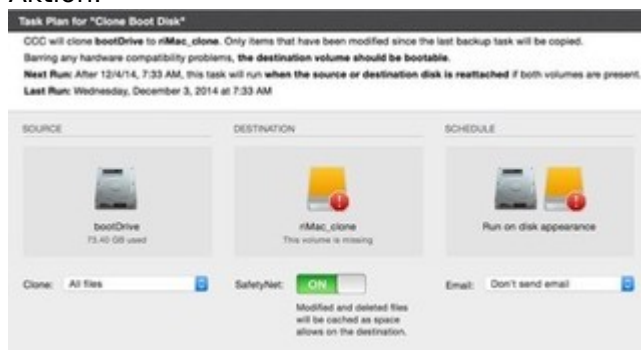 Aktion.
Task Plan for "Clone Boot Disk"
CCC will clone bootDrive to riMac_clone. Only items that have been modified since the last backup task will be copied.
Barring any hardware compatibility problems, the destination volume should be bootable.
Next Run: After 12/4/14, 7:33 AM, this task will run when the source or destination disk is reattached if both volumes are present.
Last Run: Wednesday, December 3, 2014 at 7:33 AM
SOURCE
DESTINATION
SCHEDULE
bootDrive
73.40 GB used
riMac_clone
This volume is missing
Run on disk appearance
Clone: All files
SafetyNet: ON
Email: Don't send email
Modified and deleted files
will be cached as space
allows on the destination.